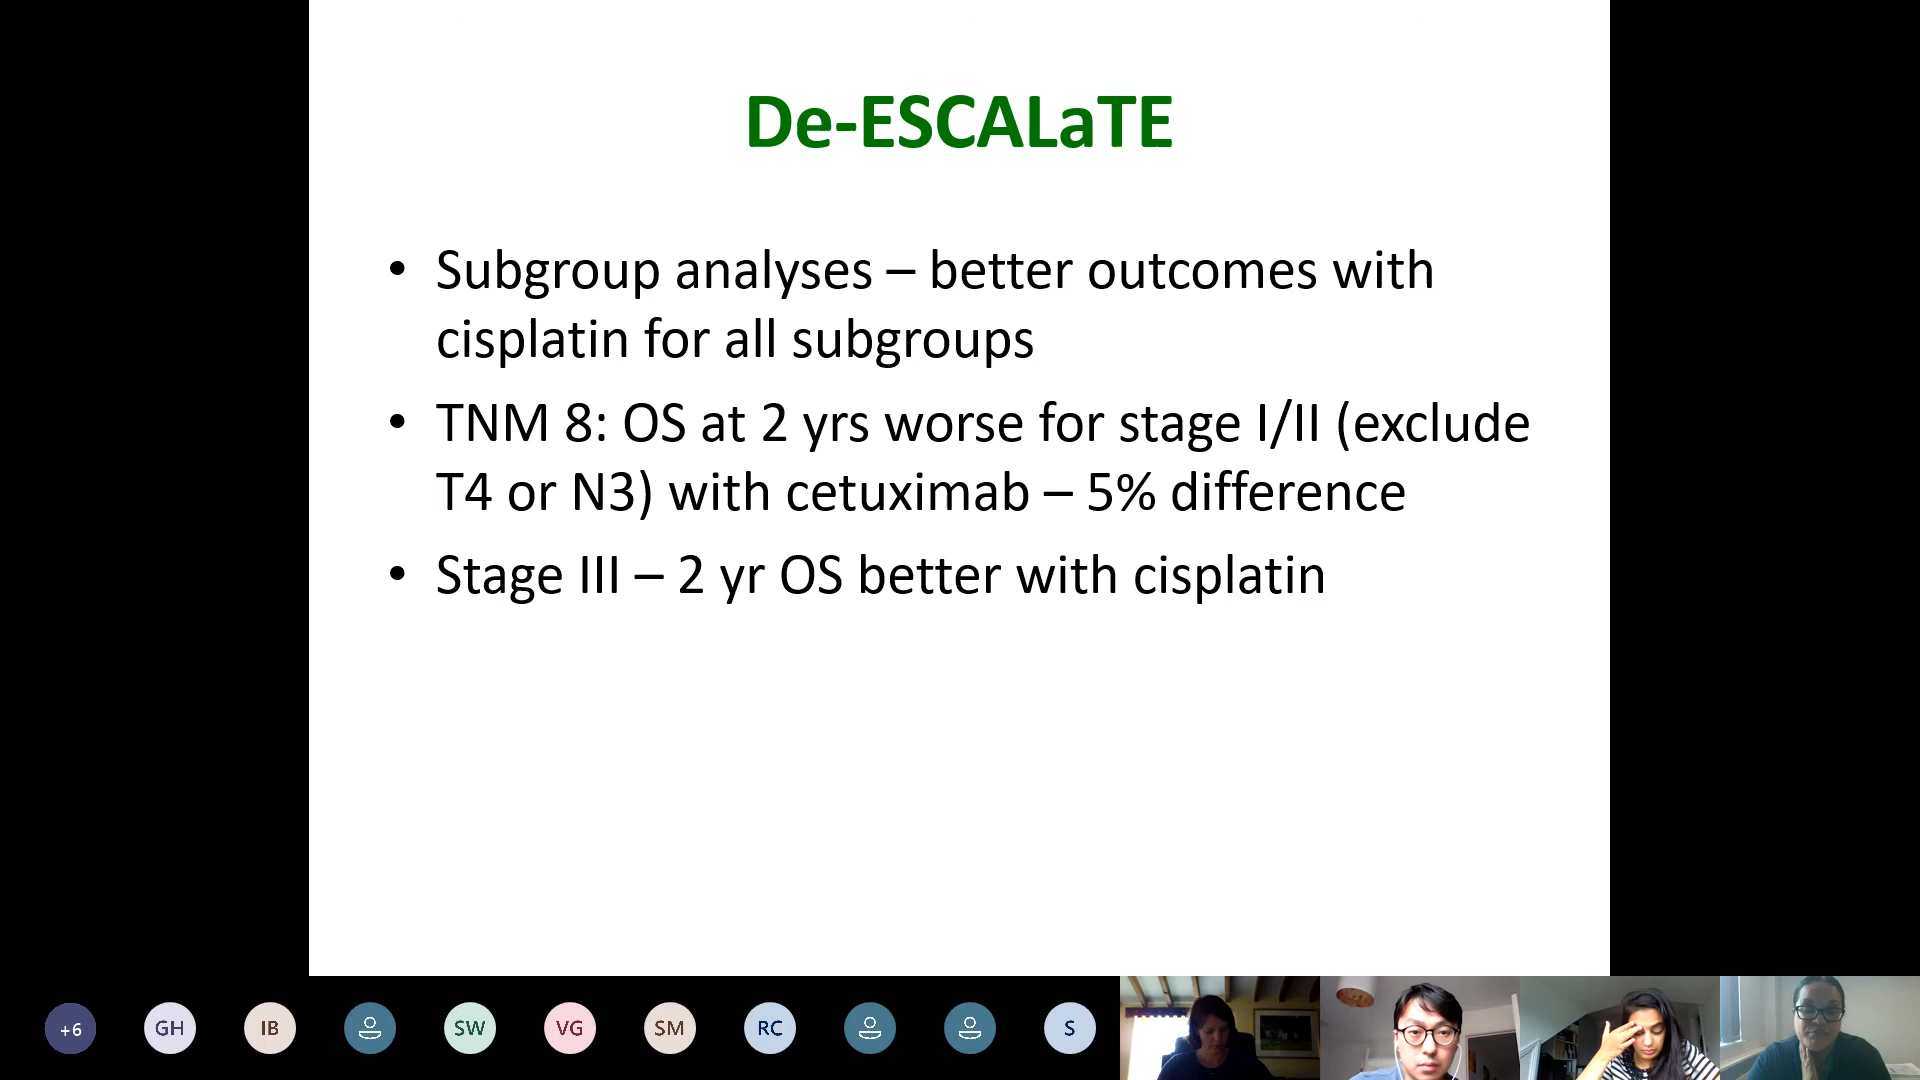 De-ESCALaTE
• Subgroup analyses – better outcomes with
cisplatin for all subgroups
• TNM 8: OS at 2 yrs worse for stage I/II (exclude
T4 or N3) with cetuximab – 5% difference
• Stage III – 2 yr OS better with cisplatin
+6 GH IB SW VG SM RC S